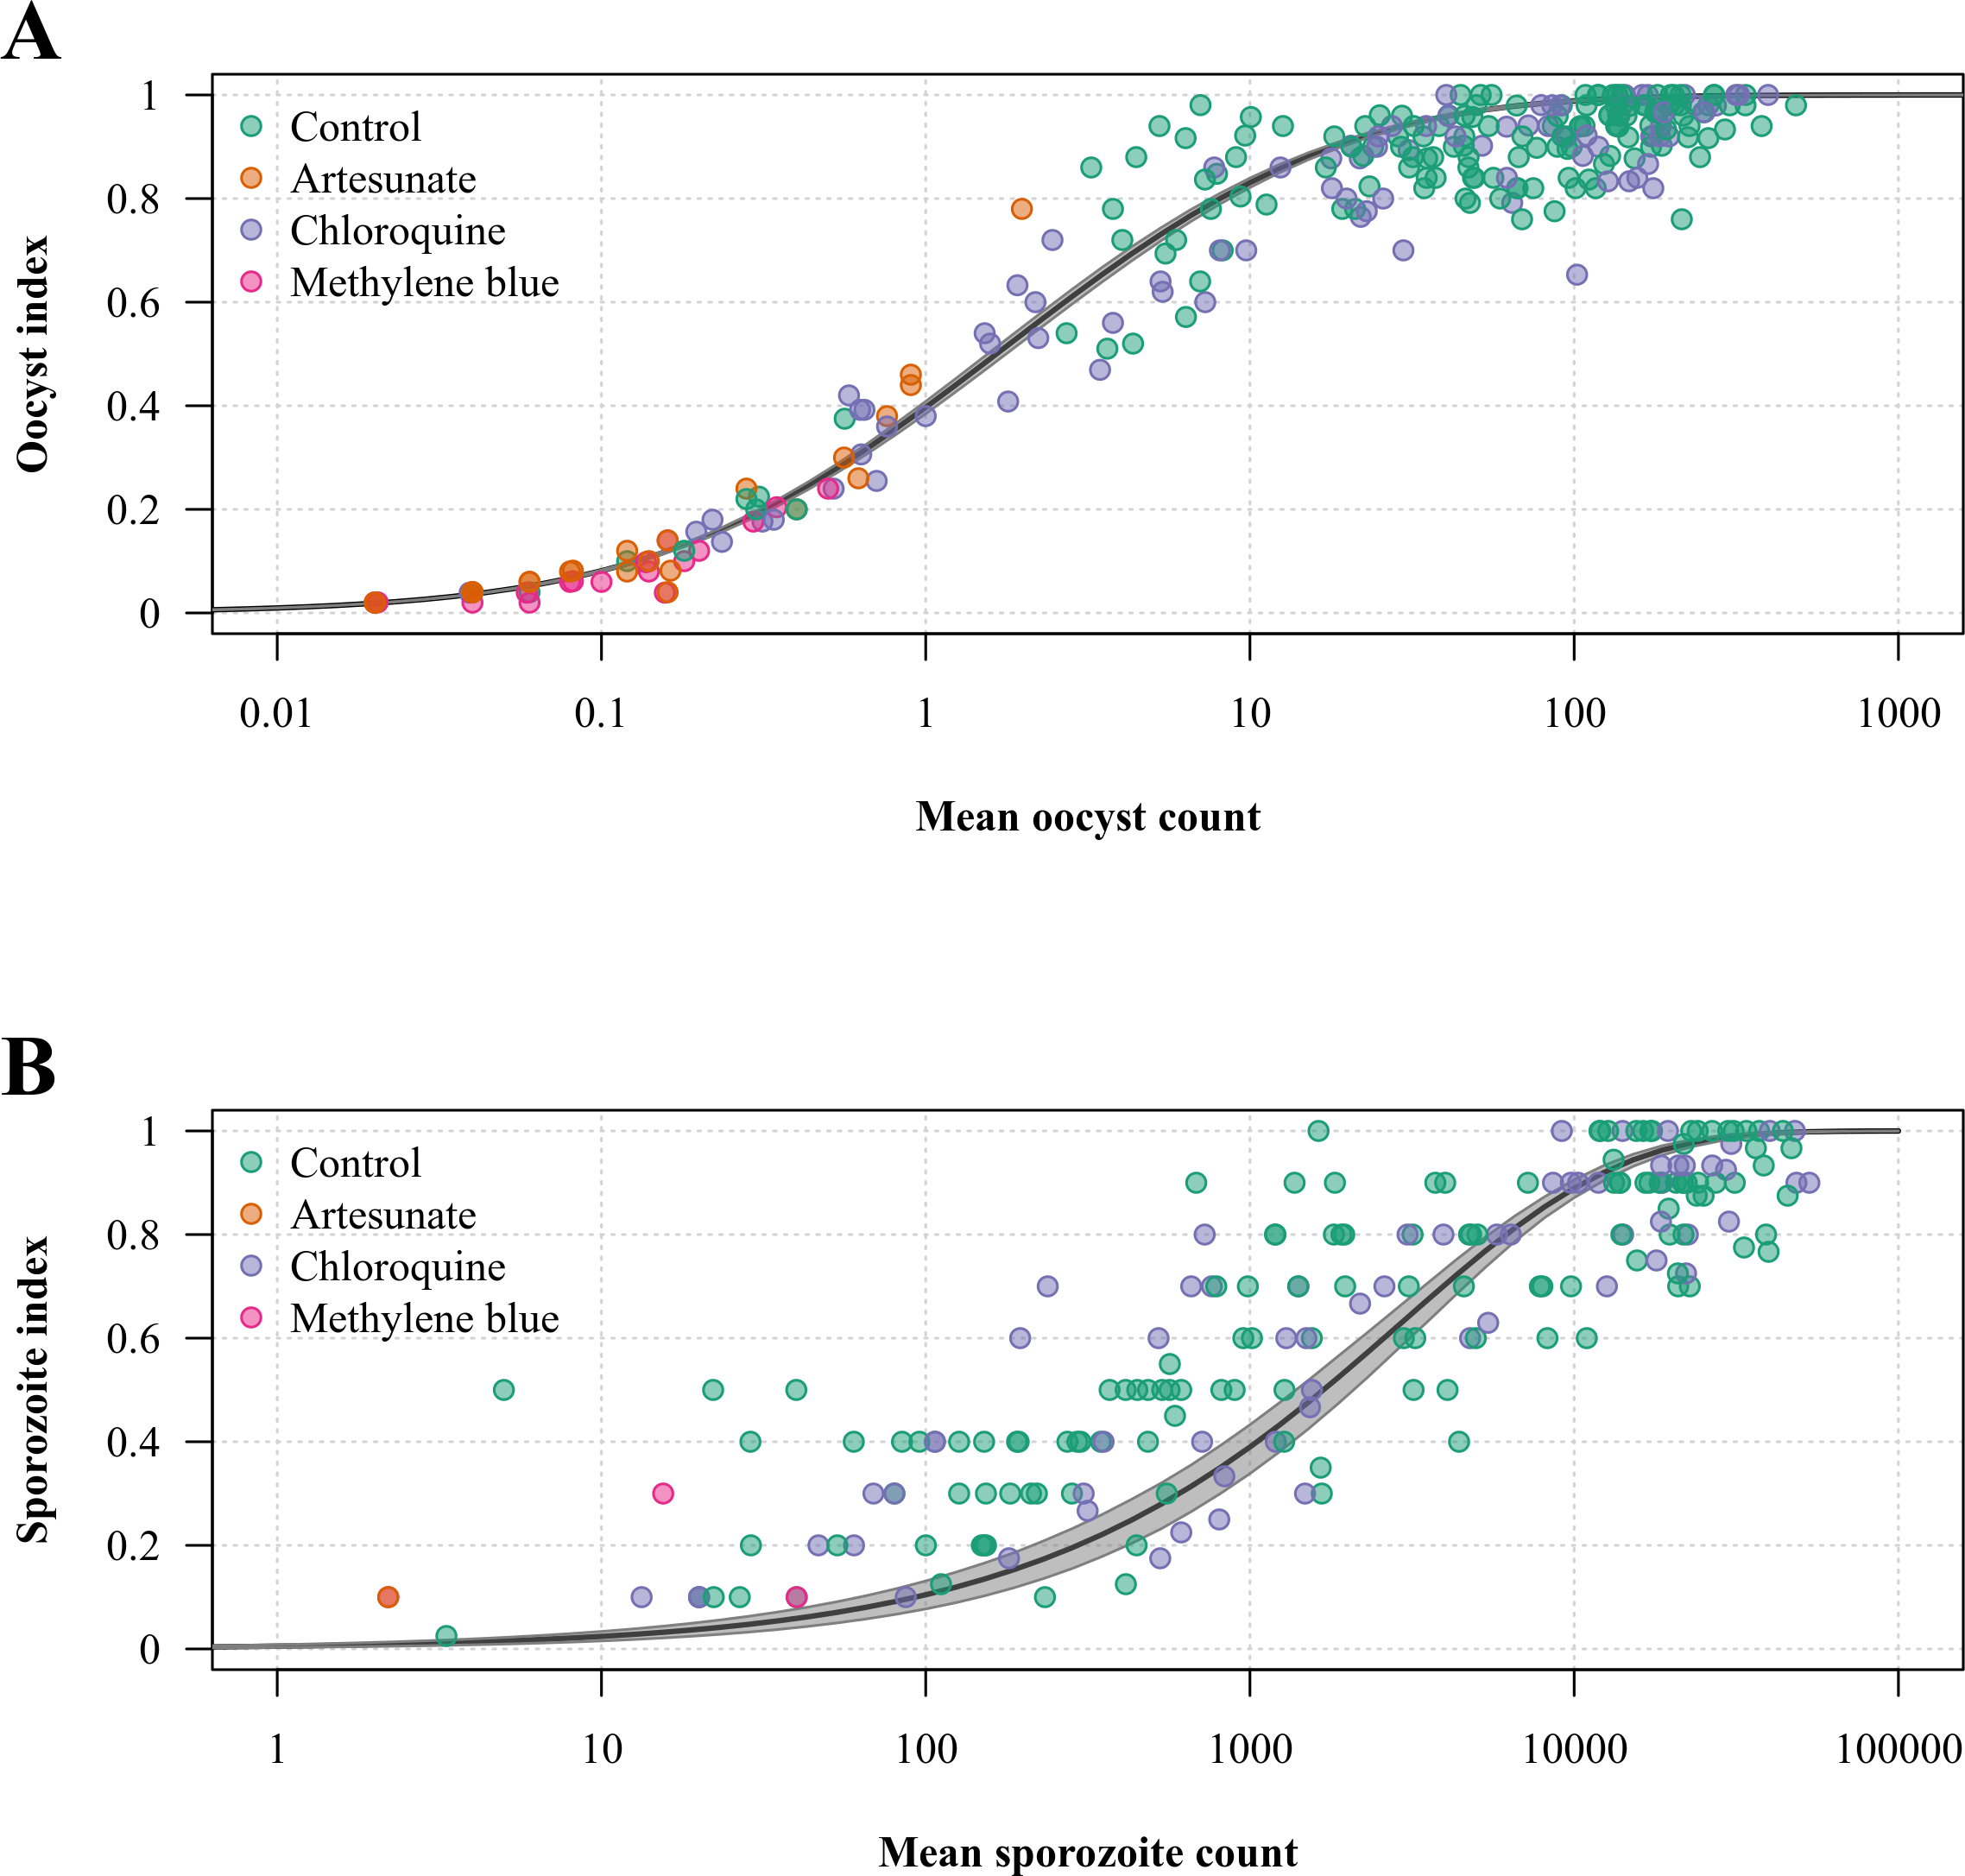 A
Oocyst index
1
0.8
0.6
0.4
0.2
0
Control
Artesunate
Chloroquine
Methylene blue
0.01 0.1 1 10 100 1000
Mean oocyst count
B
Sporozoite index
1
0.8
0.6
0.4
0.2
0
Control
Artesunate
Chloroquine
Methylene blue
1 10 100 1000 10000 100000
Mean sporozoite count